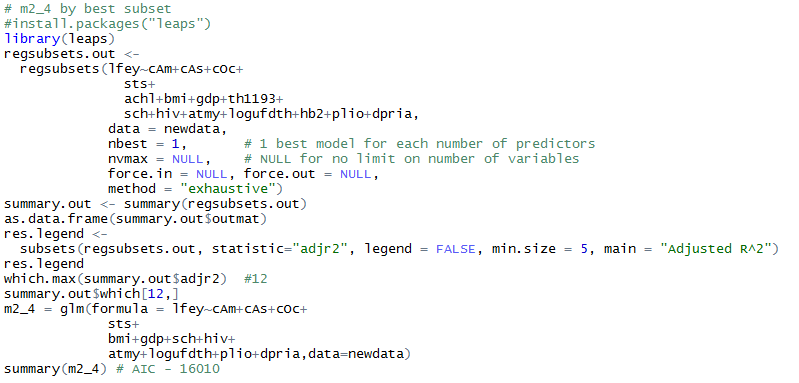 # m2_4 by best subset
#install.packages("leaps")
library(leaps)
regsubsets.out <-
  regsubsets(lfey~cAm+cAs+cOc+
               sts+
               achl+bmi+gdp+th1193+
               sch+hiv+atmy+logufdth+hb2+plio+dpria,
             data = newdata,
             nbest = 1,       # 1 best model for each number of predictors
             nvmax = NULL,    # NULL for no limit on number of variables
             force.in = NULL, force.out = NULL,
             method = "exhaustive")
summary.out <- summary(regsubsets.out)
as.data.frame(summary.out$outmat)
res.legend <-
  subsets(regsubsets.out, statistic="adjr2", legend = FALSE, min.size = 5, main = "Adjusted R^2")
res.legend
which.max(summary.out$adjr2)  #12
summary.out$which[12,]
m2_4 = glm(formula = lfey~cAm+cAs+cOc+
             sts+
             bmi+gdp+sch+hiv+
             atmy+logufdth+plio+dpria,data=newdata)
summary(m2_4) # AIC - 16010